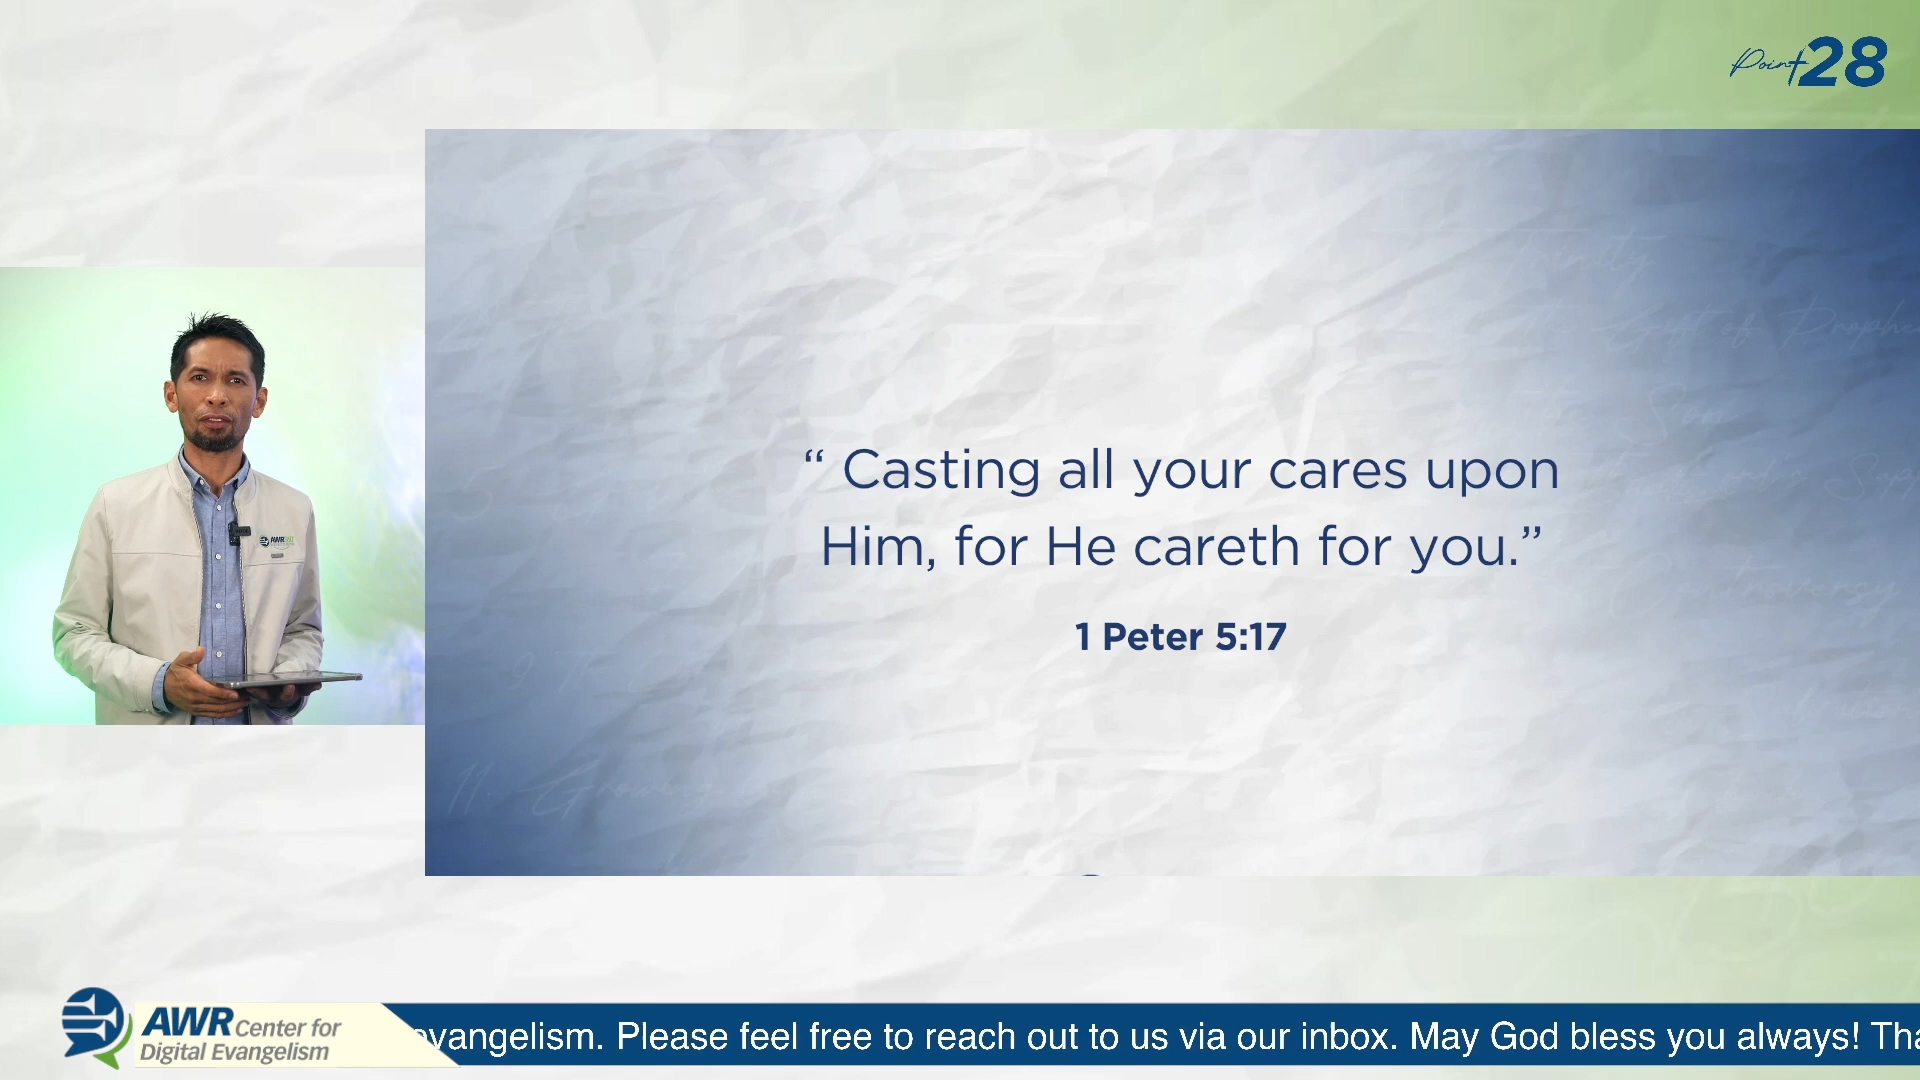 Point28
“ Casting all your cares upon
Him, for He careth for you.”
1 Peter 5:17
AWR
AWR Center for
Digital Evangelism
evangelism. Please feel free to reach out to us via our inbox. May God bless you always! Tha